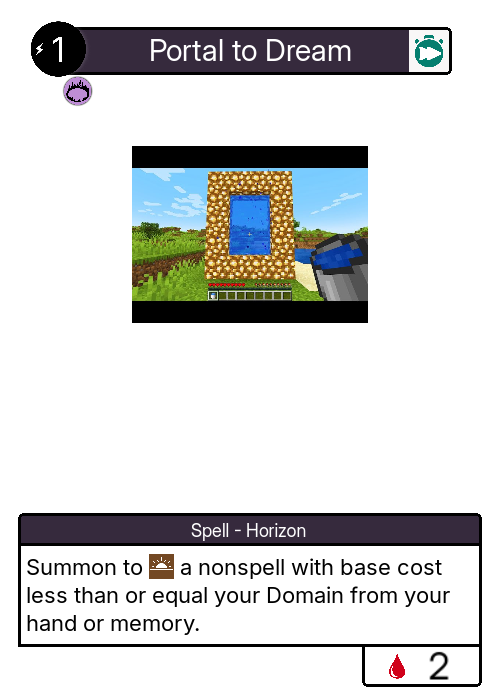 1
Portal to Dream
Spell - Horizon
Summon to a nonspell with base cost
less than or equal your Domain from your
hand or memory.
2